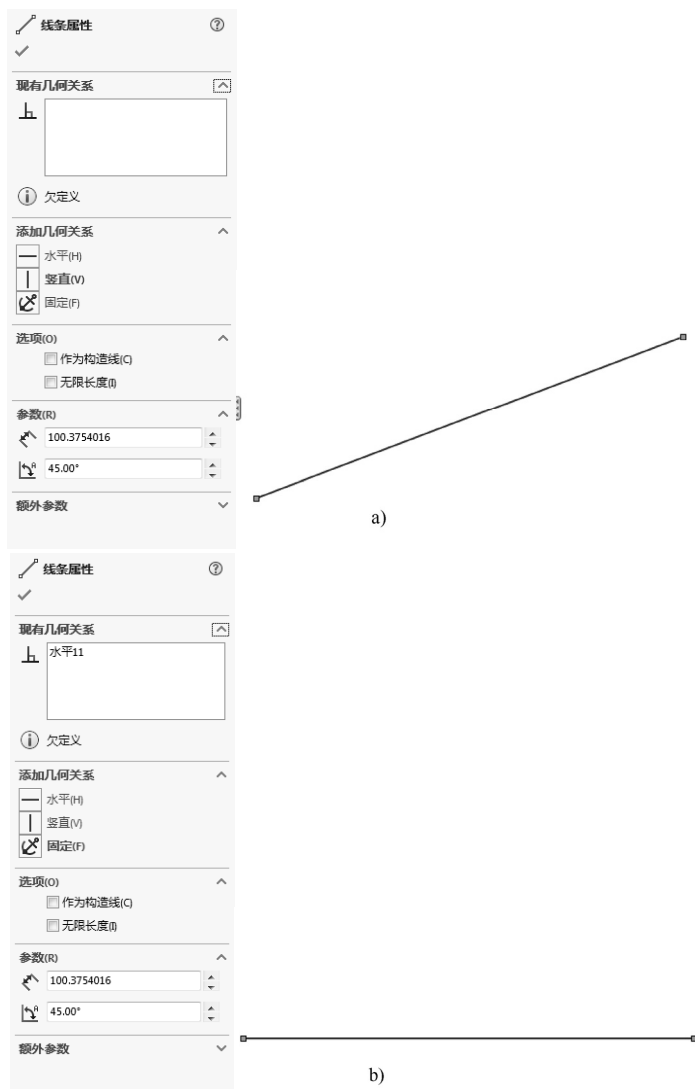 线条属性
现有几何关系
欠定义
添加几何关系
水平(H)
竖直(V)
固定(F)
选项(O)
作为构造线(C)
无限长度(I)
参数(R)
100.3754016
45.00°
额外参数
a)
线条属性
现有几何关系
水平11
欠定义
添加几何关系
水平(H)
竖直(V)
固定(F)
选项(O)
作为构造线(C)
无限长度(I)
参数(R)
100.3754016
45.00°
额外参数
b)